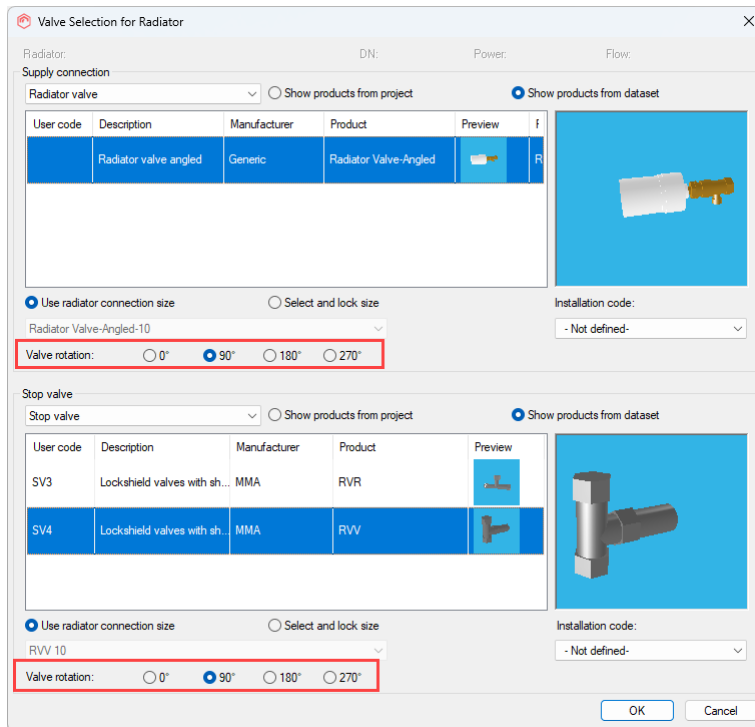 Valve Selection for Radiator
Radiator: DN: Power: Flow:
Supply connection
Radiator valve Show products from project Show products from dataset
User code Description Manufacturer Product Preview F
Radiator valve angled Generic Radiator Valve-Angled R
Use radiator connection size Select and lock size Installation code:
Radiator Valve-Angled-10 - Not defined-
Valve rotation: 0° 90° 180° 270°
Stop valve
Stop valve Show products from project Show products from dataset
User code Description Manufacturer Product Preview
SV3 Lockshield valves with sh... MMA RVR
SV4 Lockshield valves with sh... MMA RVV
Use radiator connection size Select and lock size Installation code:
RVV 10 - Not defined-
Valve rotation: 0° 90° 180° 270°
OK Cancel